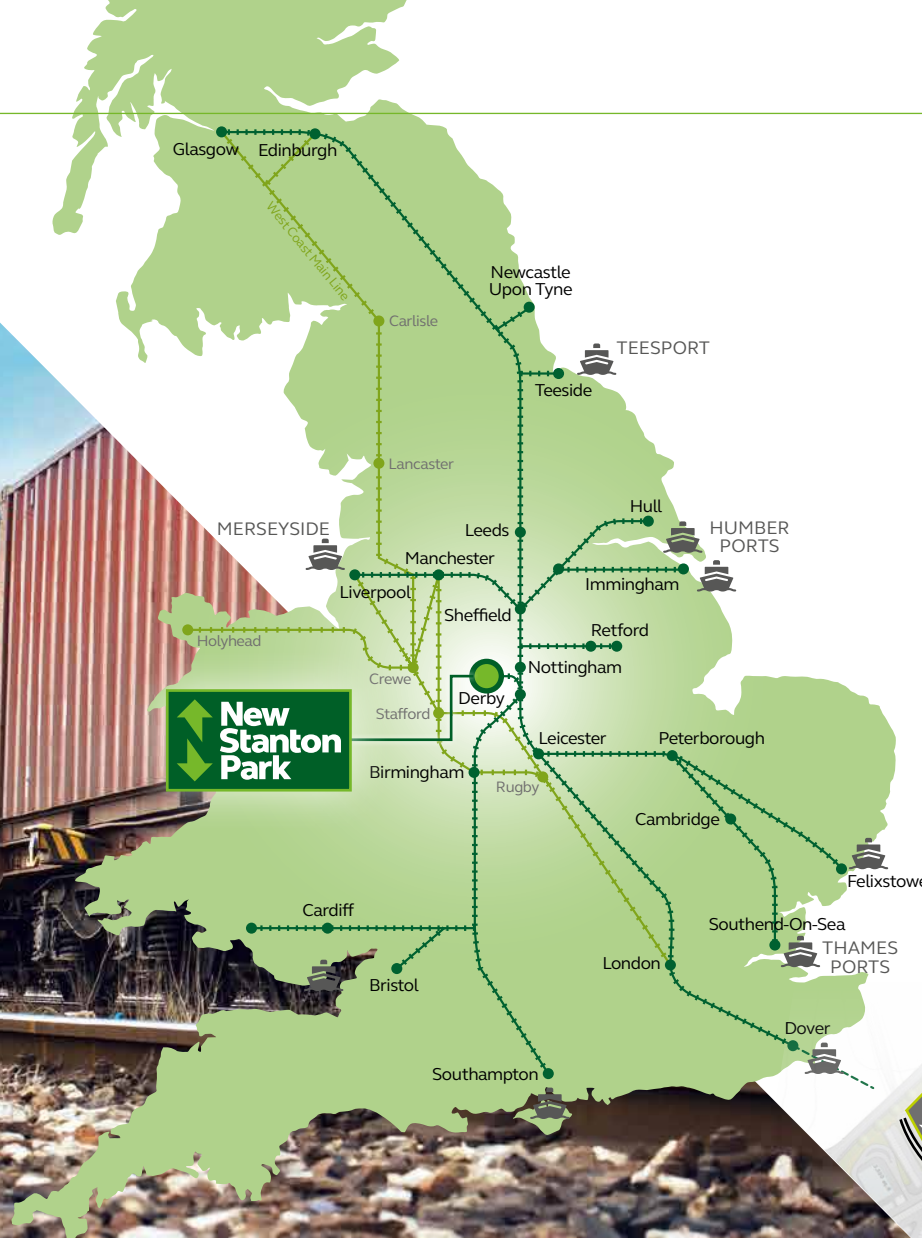 Glasgow
Edinburgh
West Coast Main Line
Newcastle
Upon Tyne
Carlisle
TEESPORT
Teeside
Lancaster
Hull
MERSEYSIDE
Leeds
HUMBER
PORTS
Manchester
Liverpool
Immingham
Sheffield
Retford
Holyhead
Nottingham
Crewe
Derby
Stafford
New
Stanton
Park
Leicester
Peterborough
Birmingham
Rugby
Cambridge
Felixstowe
Cardiff
Southend-On-Sea
THAMES
PORTS
London
Bristol
Dover
Southampton